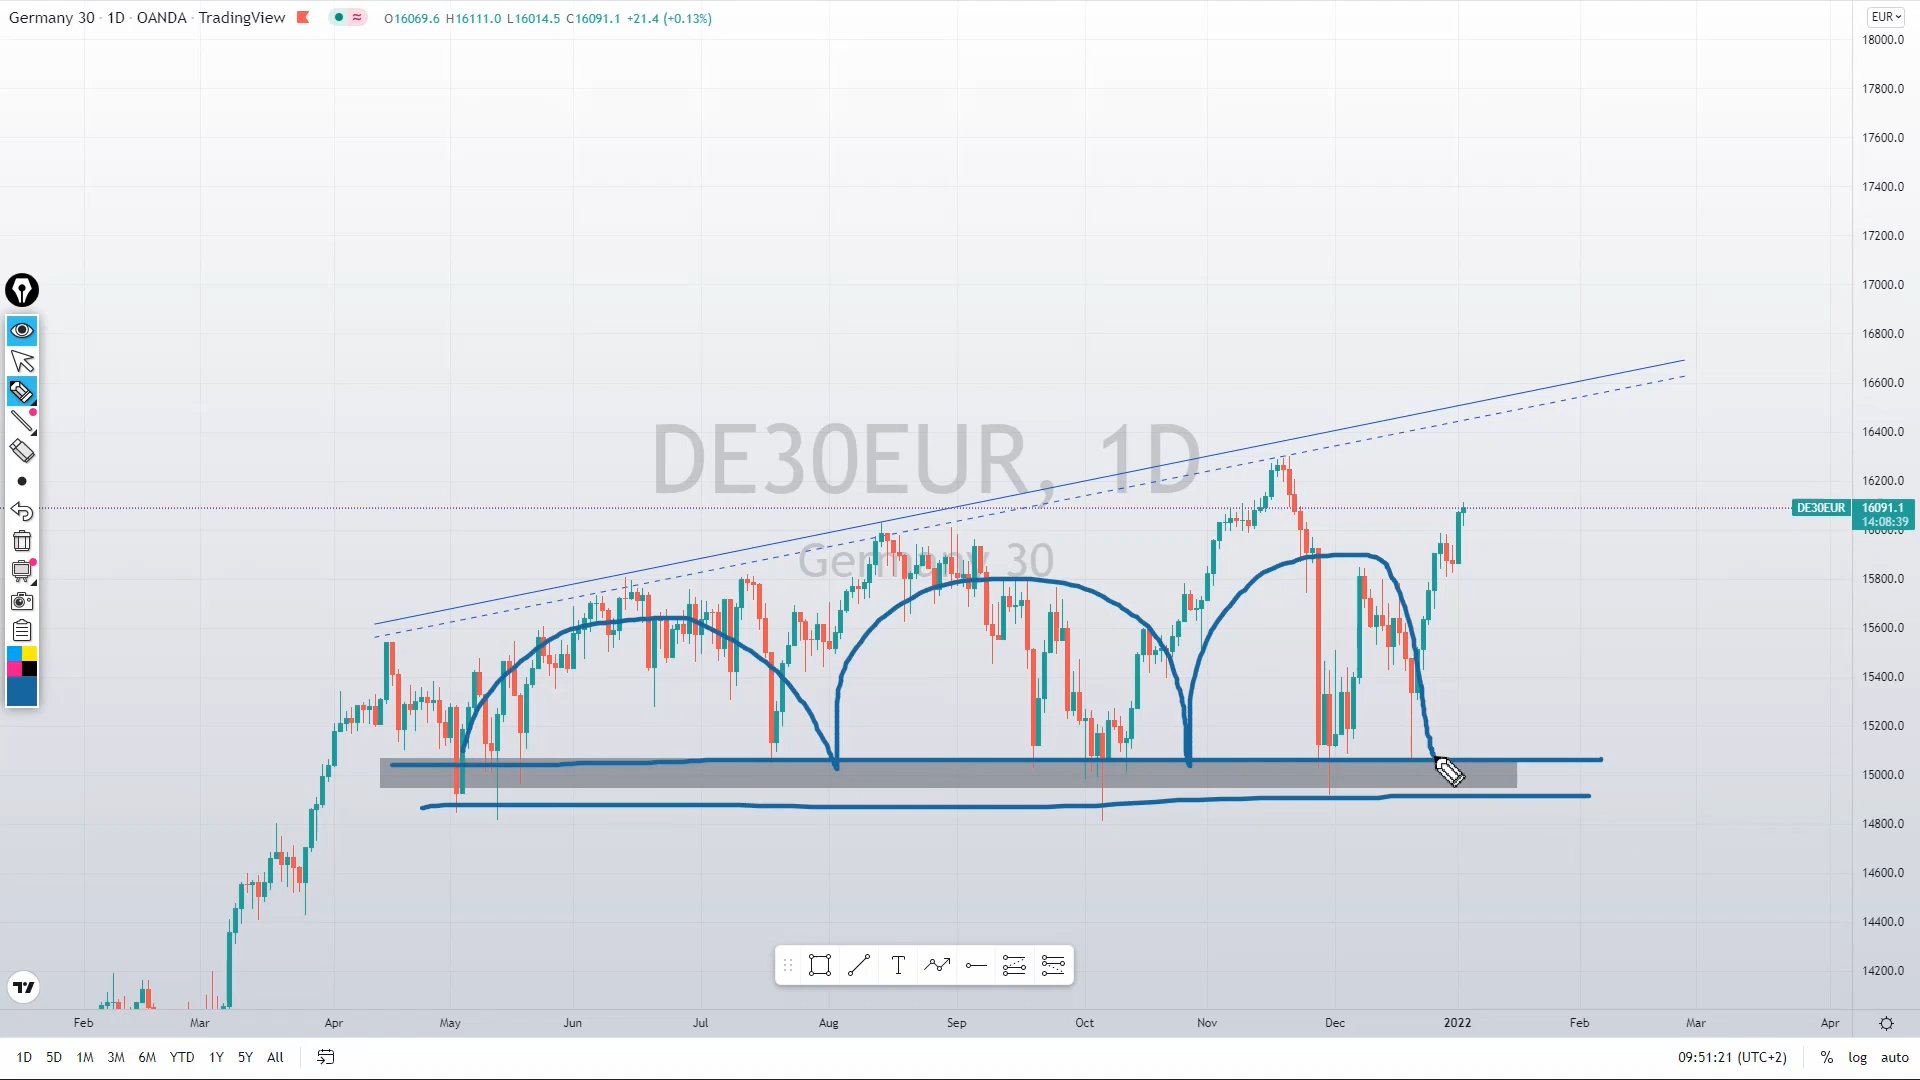 Germany 30 · 1D · OANDA · TradingView O16069.6 H16111.0 L16014.5 C16091.1 +21.4 (+0.13%)
EUR
18000.0
17800.0
17600.0
17400.0
17200.0
17000.0
16800.0
16600.0
16400.0
16200.0
DE30EUR 16091.1
14:08:39
16000.0
15800.0
15600.0
15400.0
15200.0
15000.0
14800.0
14600.0
14400.0
14200.0
DE30EUR, 1D
Germany 30
T
Feb Mar Apr May Jun Jul Aug Sep Oct Nov Dec 2022 Feb Mar Apr
1D 5D 1M 3M 6M YTD 1Y 5Y All 09:51:21 (UTC+2) % log auto